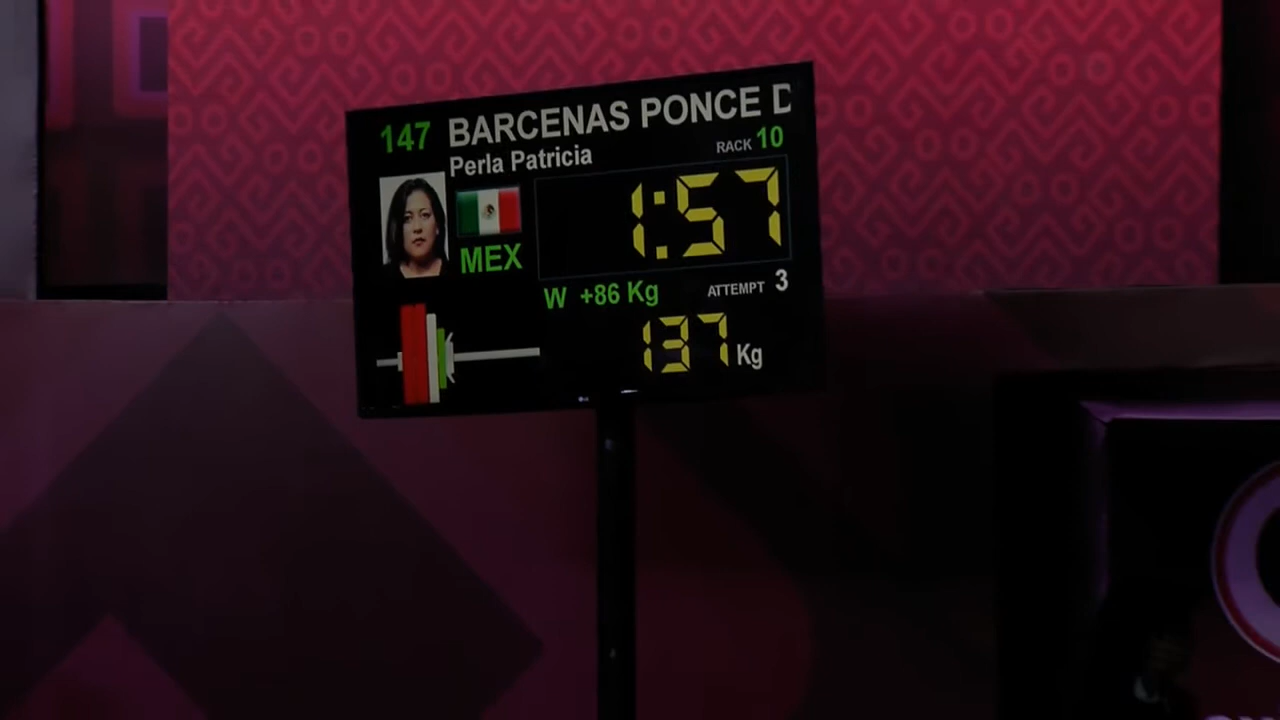 147 BARCENAS PONCE D
Perla Patricia
RACK 10
1:57
MEX
W +86 Kg
ATTEMPT 3
137 Kg